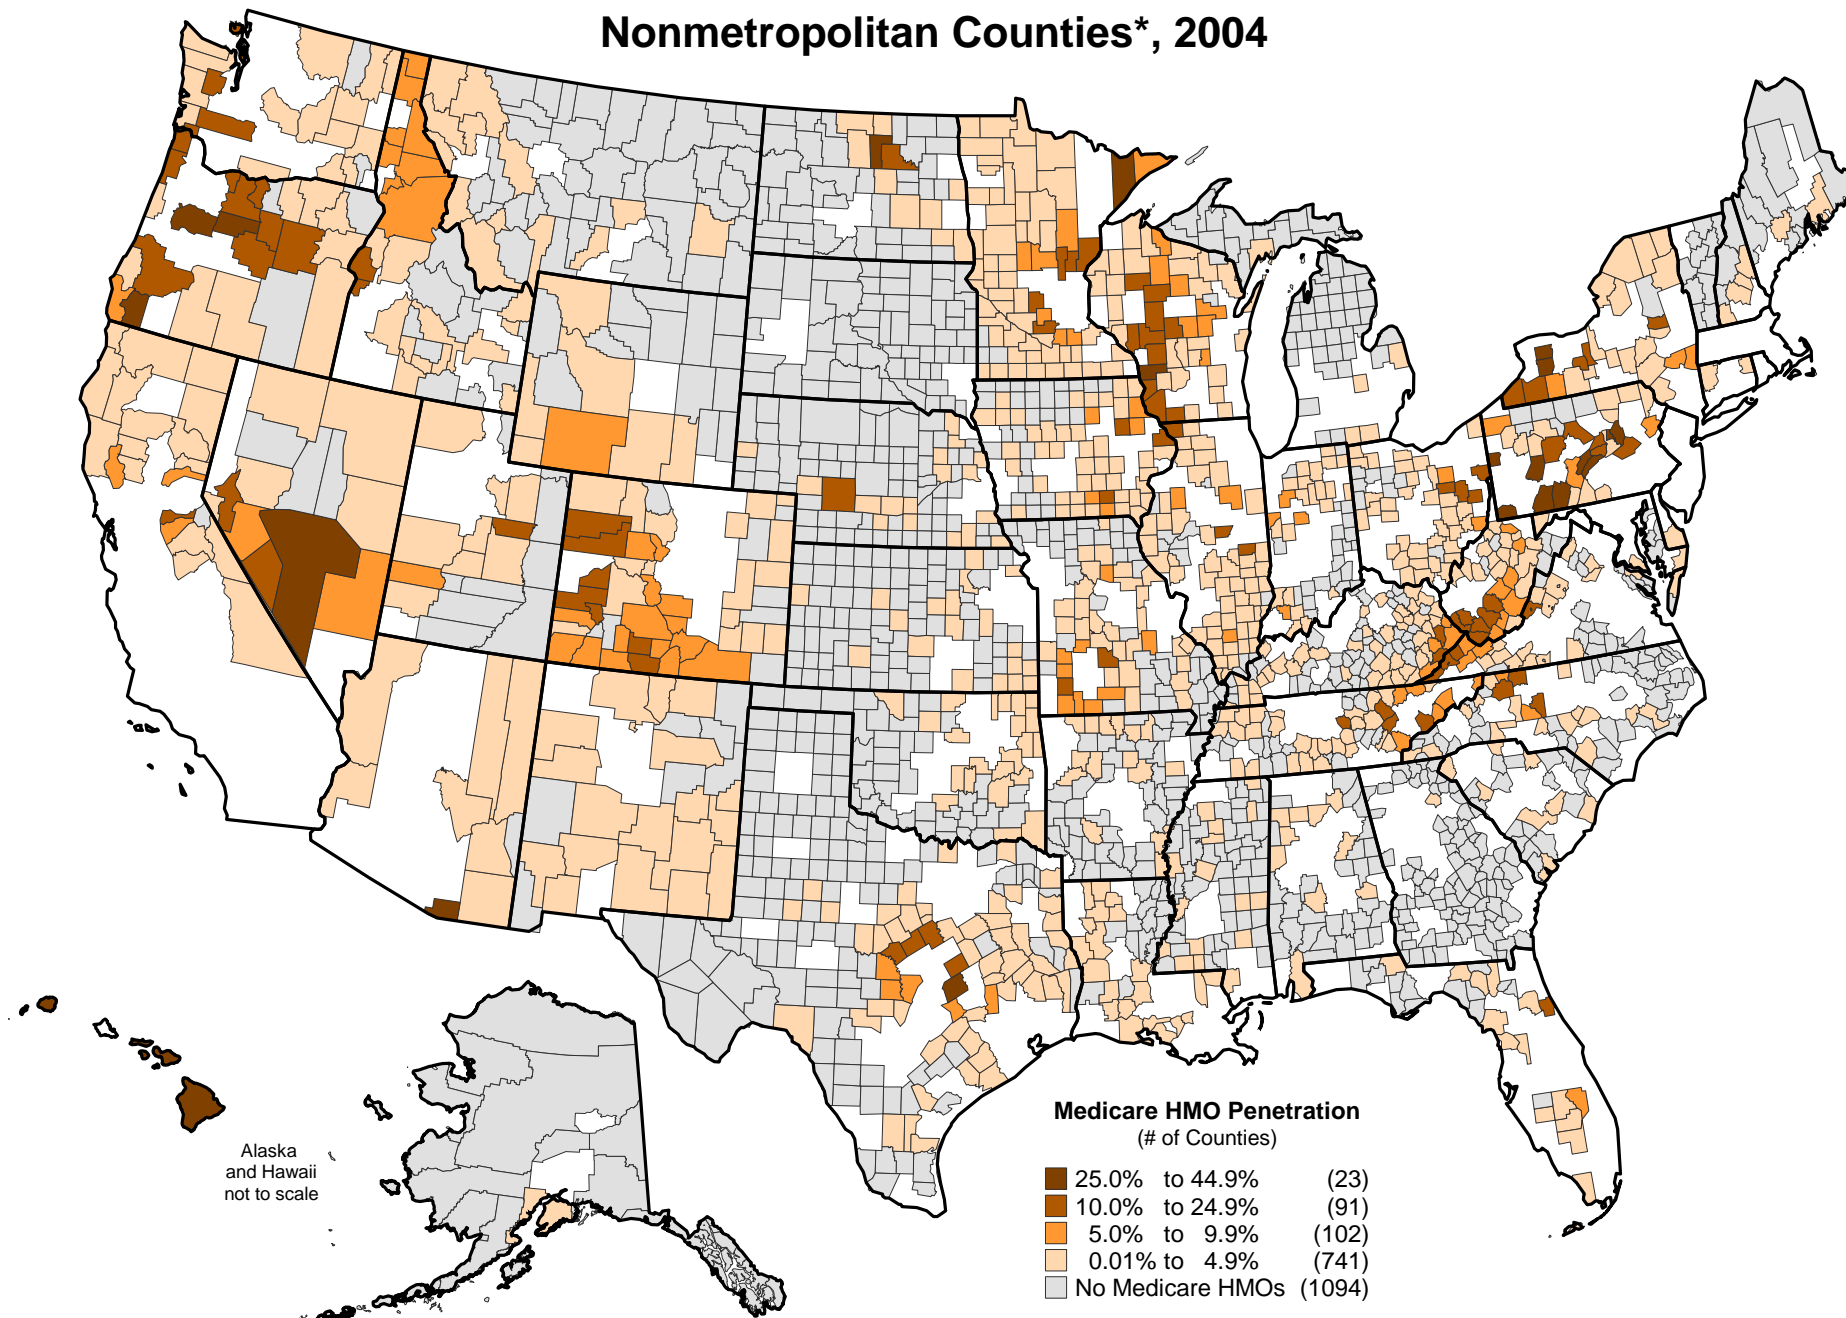 Nonmetropolitan Counties*, 2004
Alaska
and Hawaii
not to scale
Medicare HMO Penetration
(# of Counties)
25.0% to 44.9% (23)
10.0% to 24.9% (91)
5.0% to 9.9% (102)
0.01% to 4.9% (741)
No Medicare HMOs (1094)